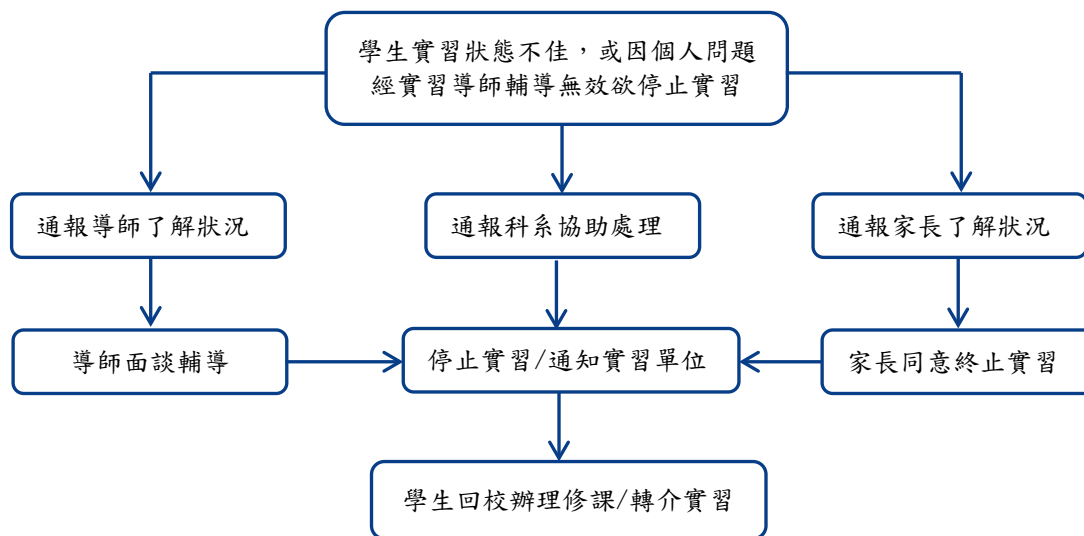 學生實習狀態不佳，或因個人問題
經實習導師輔導無效欲停止實習
通報導師了解狀況
通報科系協助處理
通報家長了解狀況
導師面談輔導
停止實習/通知實習單位
家長同意終止實習
學生回校辦理修課/轉介實習